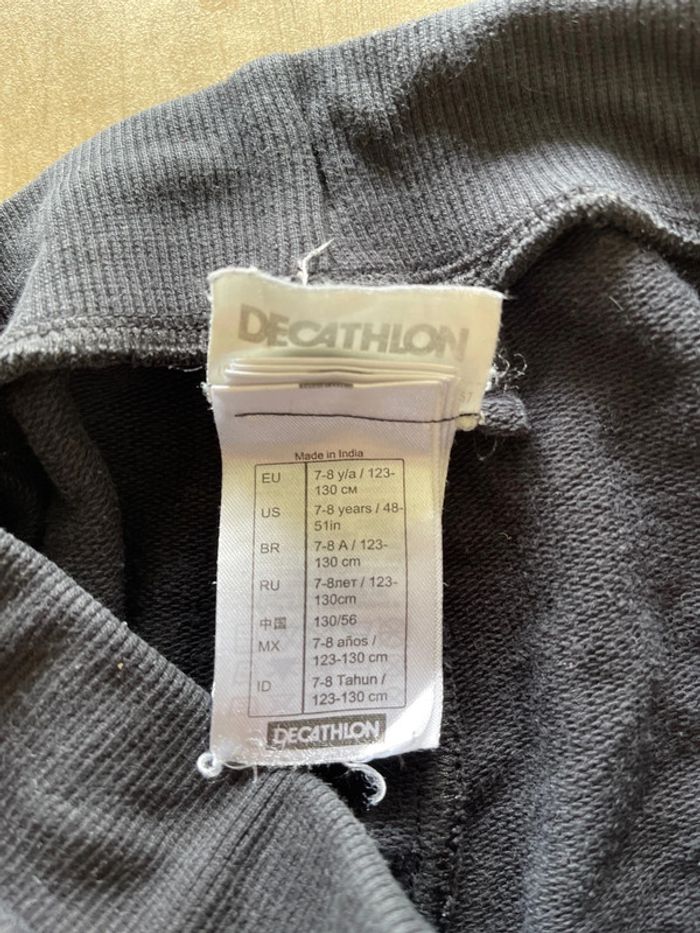 DECATHLON
57
Made in India
EU 7-8 y/a / 123-
130 см
US 7-8 years / 48-
51in
BR 7-8 A / 123-
130 cm
RU 7-8лет / 123-
130cm
中国 130/56
MX 7-8 años /
123-130 cm
ID 7-8 Tahun /
123-130 cm
DECATHLON